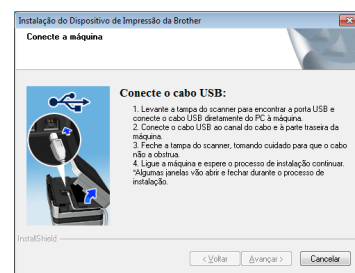 Instalação do Dispositivo de Impressão da Brother
Conecte a máquina
Conecte o cabo USB:
1. Levante a tampa do scanner para encontrar a porta USB e
conecte o cabo USB diretamente do PC à máquina.
2. Conecte o cabo USB ao canal do cabo e à parte traseira da
máquina.
3. Feche a tampa do scanner, tomando cuidado para que o cabo
não a obstrua.
4. Ligue a máquina e espere o processo de instalação continuar.
*Algumas janelas vão abrir e fechar durante o processo de
instalação.
InstallShield
< Voltar
Avançar >
Cancelar